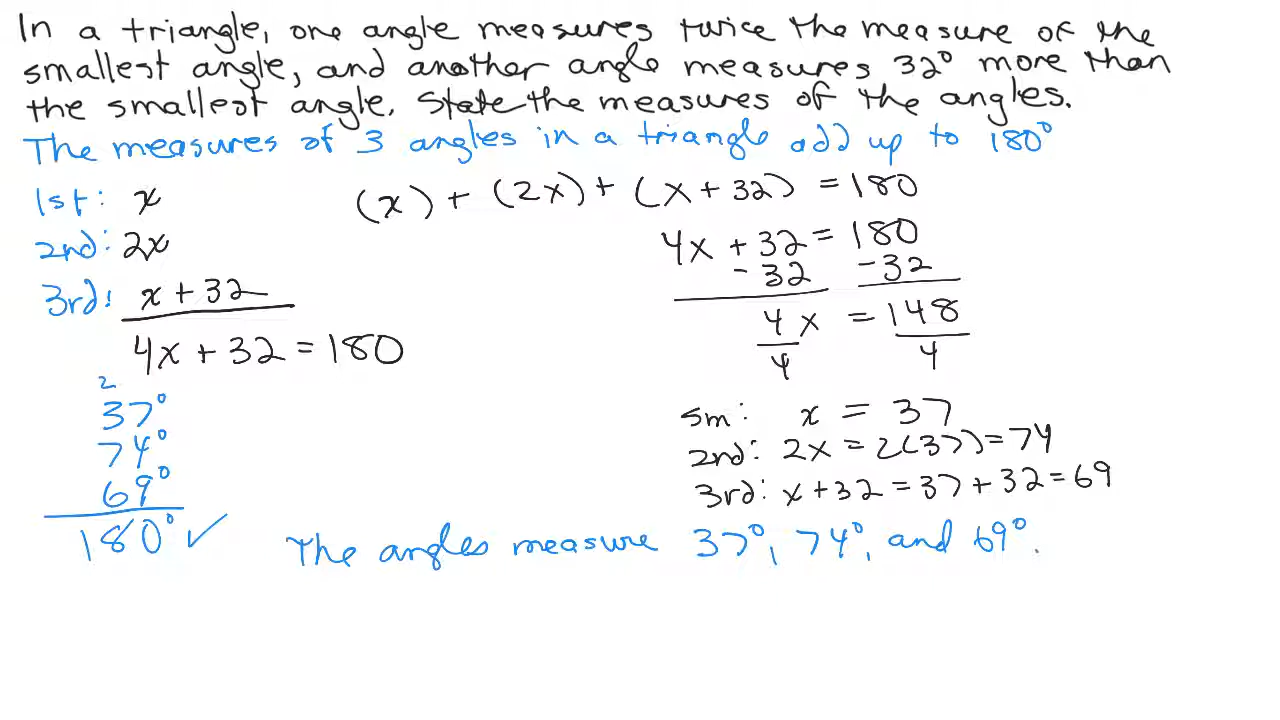 In a triangle, one angle measures twice the measure of the
smallest angle, and another angle measures 32° more than
the smallest angle. State the measures of the angles.
The measures of 3 angles in a triangle add up to 180°
1st: x
2nd: 2x
3rd: x + 32
4x + 32 = 180
(x) + (2x) + (x + 32) = 180
4x + 32 = 180
- 32 - 32
4x = 148
4 4
sm: x = 37
2nd: 2x = 2(37) = 74
3rd: x + 32 = 37 + 32 = 69
2
37°
74°
69°
180° ✓
The angles measure 37°, 74°, and 69°.